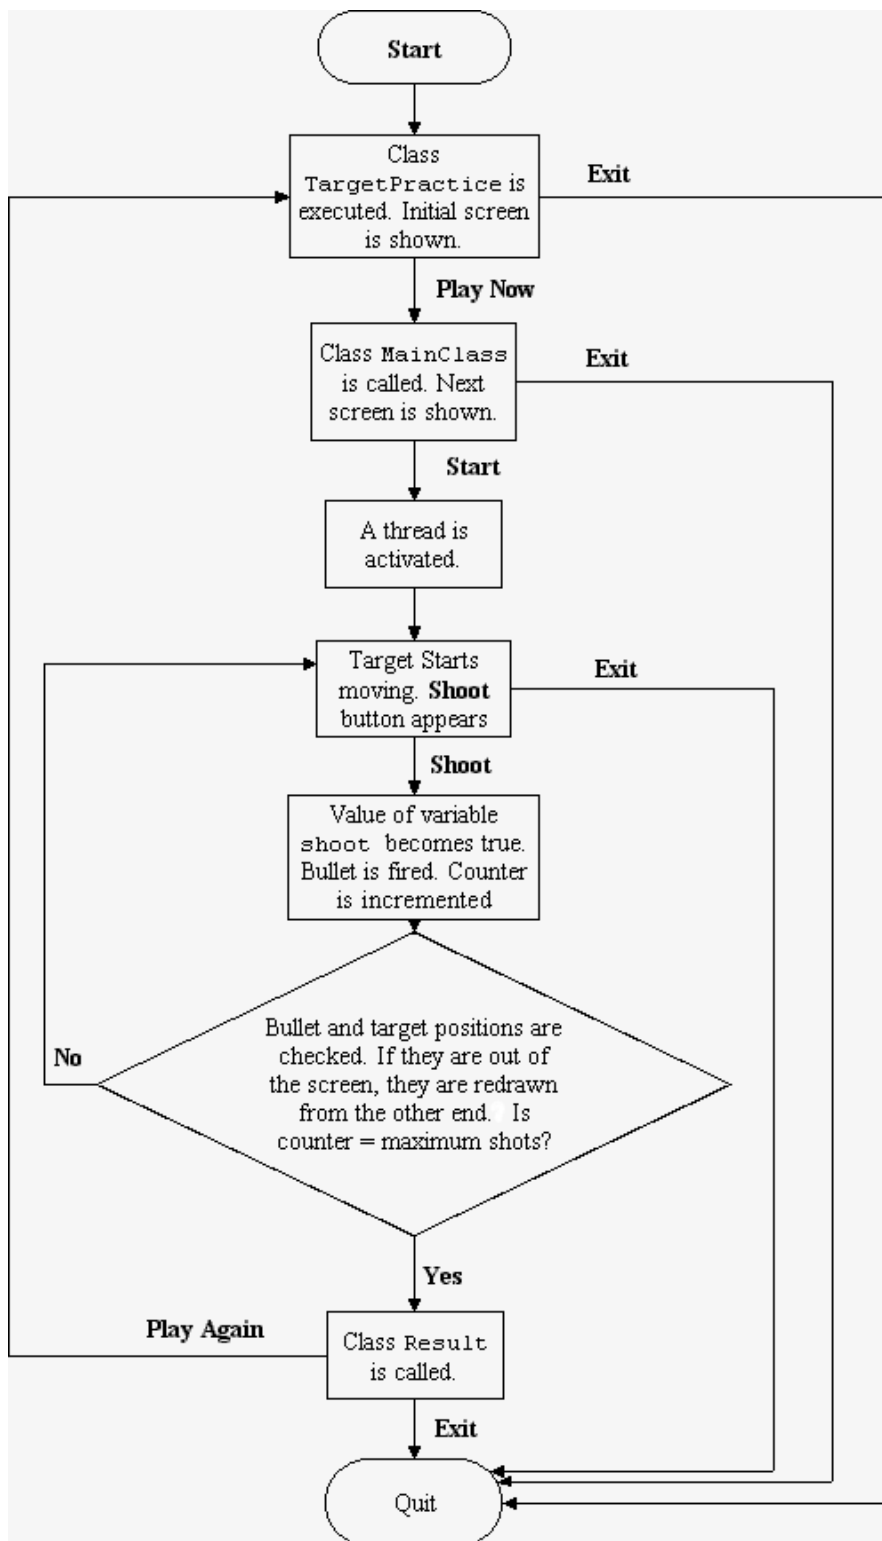 Start
Class
TargetPractice is
executed. Initial screen
is shown.
Exit
Play Now
Class MainClass
is called. Next
screen is shown.
Exit
Start
A thread is
activated.
Target Starts
moving. Shoot
button appears
Exit
Shoot
Value of variable
shoot becomes true.
Bullet is fired. Counter
is incremented
Bullet and target positions are
checked. If they are out of
the screen, they are redrawn
from the other end. Is
counter = maximum shots?
No
Yes
Play Again
Class Result
is called.
Exit
Quit